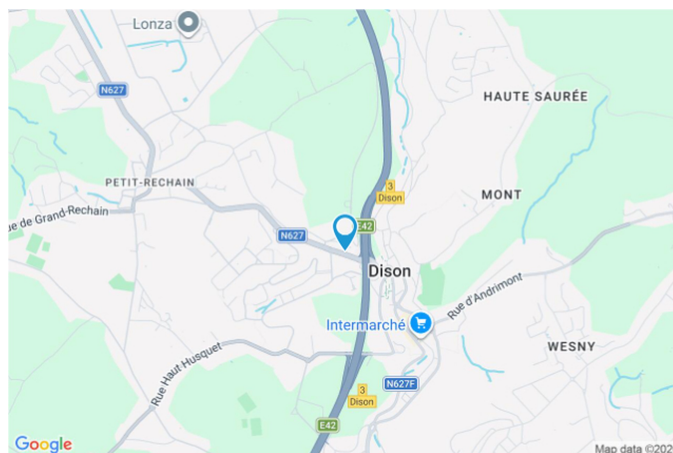 Lonza
N627
HAUTE SAURÉE
PETIT-RECHAIN
3
Dison
MONT
ue de Grand-Rechain
E42
N627
Dison
Rue d'Andrimont
Intermarché
WESNY
Rue Haut Husquet
N627F
3
Dison
E42
Google
Map data ©202